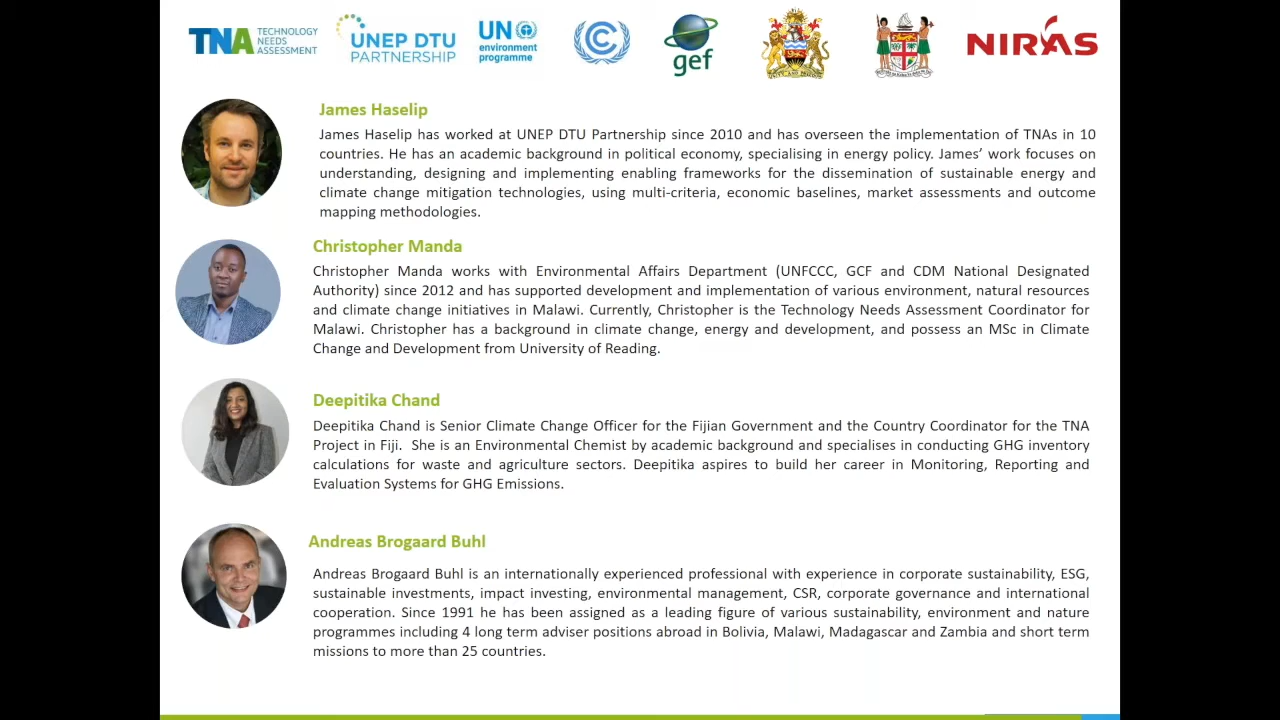 TNA TECHNOLOGY
NEEDS
ASSESSMENT
UNEP DTU
PARTNERSHIP
UN
environment
programme
gef
NIRAS
James Haselip
James Haselip has worked at UNEP DTU Partnership since 2010 and has overseen the implementation of TNAs in 10
countries. He has an academic background in political economy, specialising in energy policy. James’ work focuses on
understanding, designing and implementing enabling frameworks for the dissemination of sustainable energy and
climate change mitigation technologies, using multi-criteria, economic baselines, market assessments and outcome
mapping methodologies.
Christopher Manda
Christopher Manda works with Environmental Affairs Department (UNFCCC, GCF and CDM National Designated
Authority) since 2012 and has supported development and implementation of various environment, natural resources
and climate change initiatives in Malawi. Currently, Christopher is the Technology Needs Assessment Coordinator for
Malawi. Christopher has a background in climate change, energy and development, and possess an MSc in Climate
Change and Development from University of Reading.
Deepitika Chand
Deepitika Chand is Senior Climate Change Officer for the Fijian Government and the Country Coordinator for the TNA
Project in Fiji. She is an Environmental Chemist by academic background and specialises in conducting GHG inventory
calculations for waste and agriculture sectors. Deepitika aspires to build her career in Monitoring, Reporting and
Evaluation Systems for GHG Emissions.
Andreas Brogaard Buhl
Andreas Brogaard Buhl is an internationally experienced professional with experience in corporate sustainability, ESG,
sustainable investments, impact investing, environmental management, CSR, corporate governance and international
cooperation. Since 1991 he has been assigned as a leading figure of various sustainability, environment and nature
programmes including 4 long term adviser positions abroad in Bolivia, Malawi, Madagascar and Zambia and short term
missions to more than 25 countries.